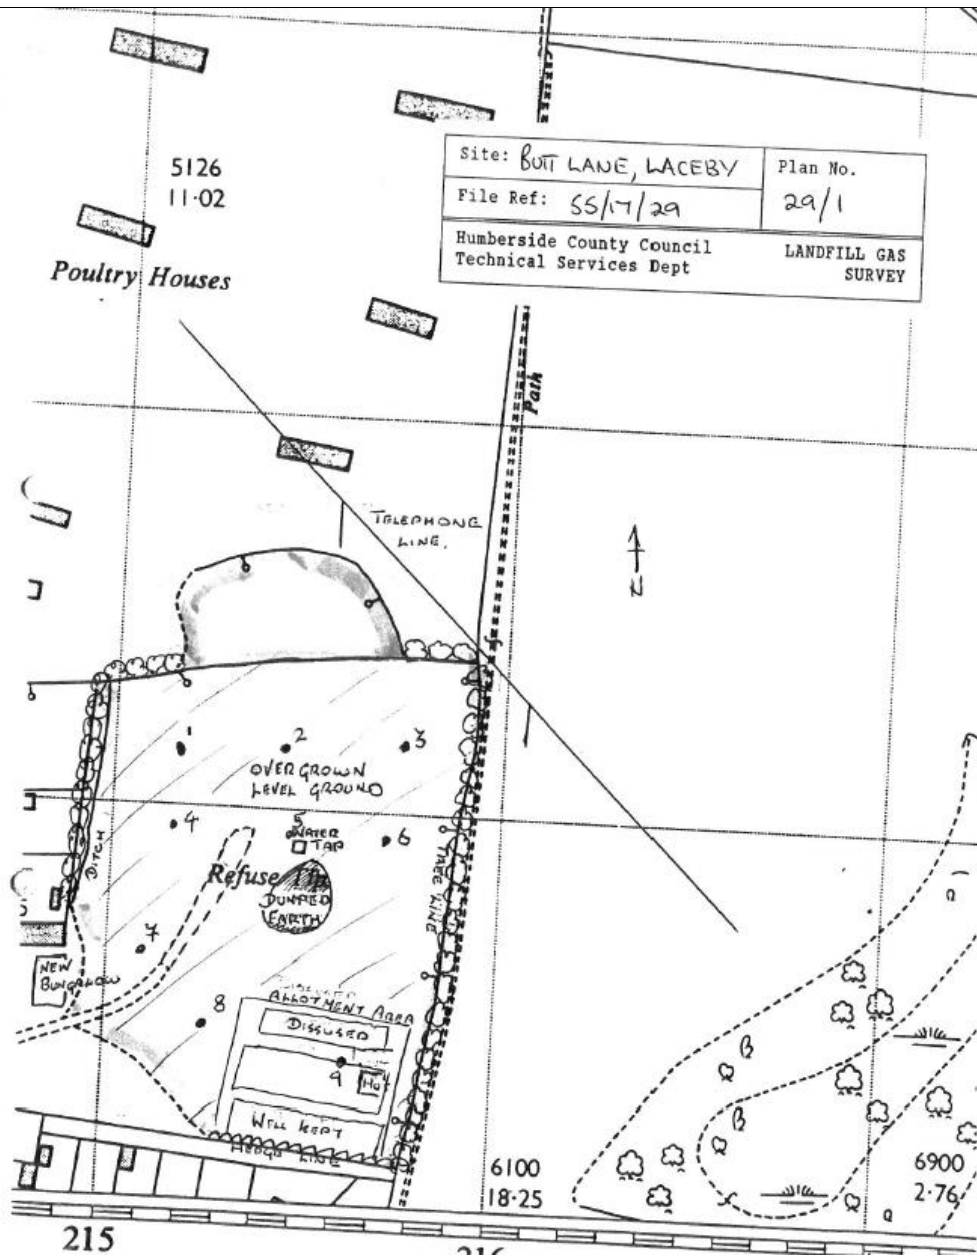 5126
11·02
Site: BUTT LANE, LACEBY
Plan No.
29/1
File Ref: SS/17/29
Humberside County Council
Technical Services Dept
LANDFILL GAS
SURVEY
Poultry Houses
Path
TELEPHONE
LINE.
N
1
2
3
OVERGROWN
LEVEL GROUND
4
5
WATER
TAP
6
DITCH
TREE LINE
Refuse Tip
DUMPED
EARTH
7
NEW
BUNGALOW
8
ALLOTMENT AREA
DISSUSED
9
HUT
WELL KEPT
HEDGE LINE
6100
18·25
6900
2·76
215
216